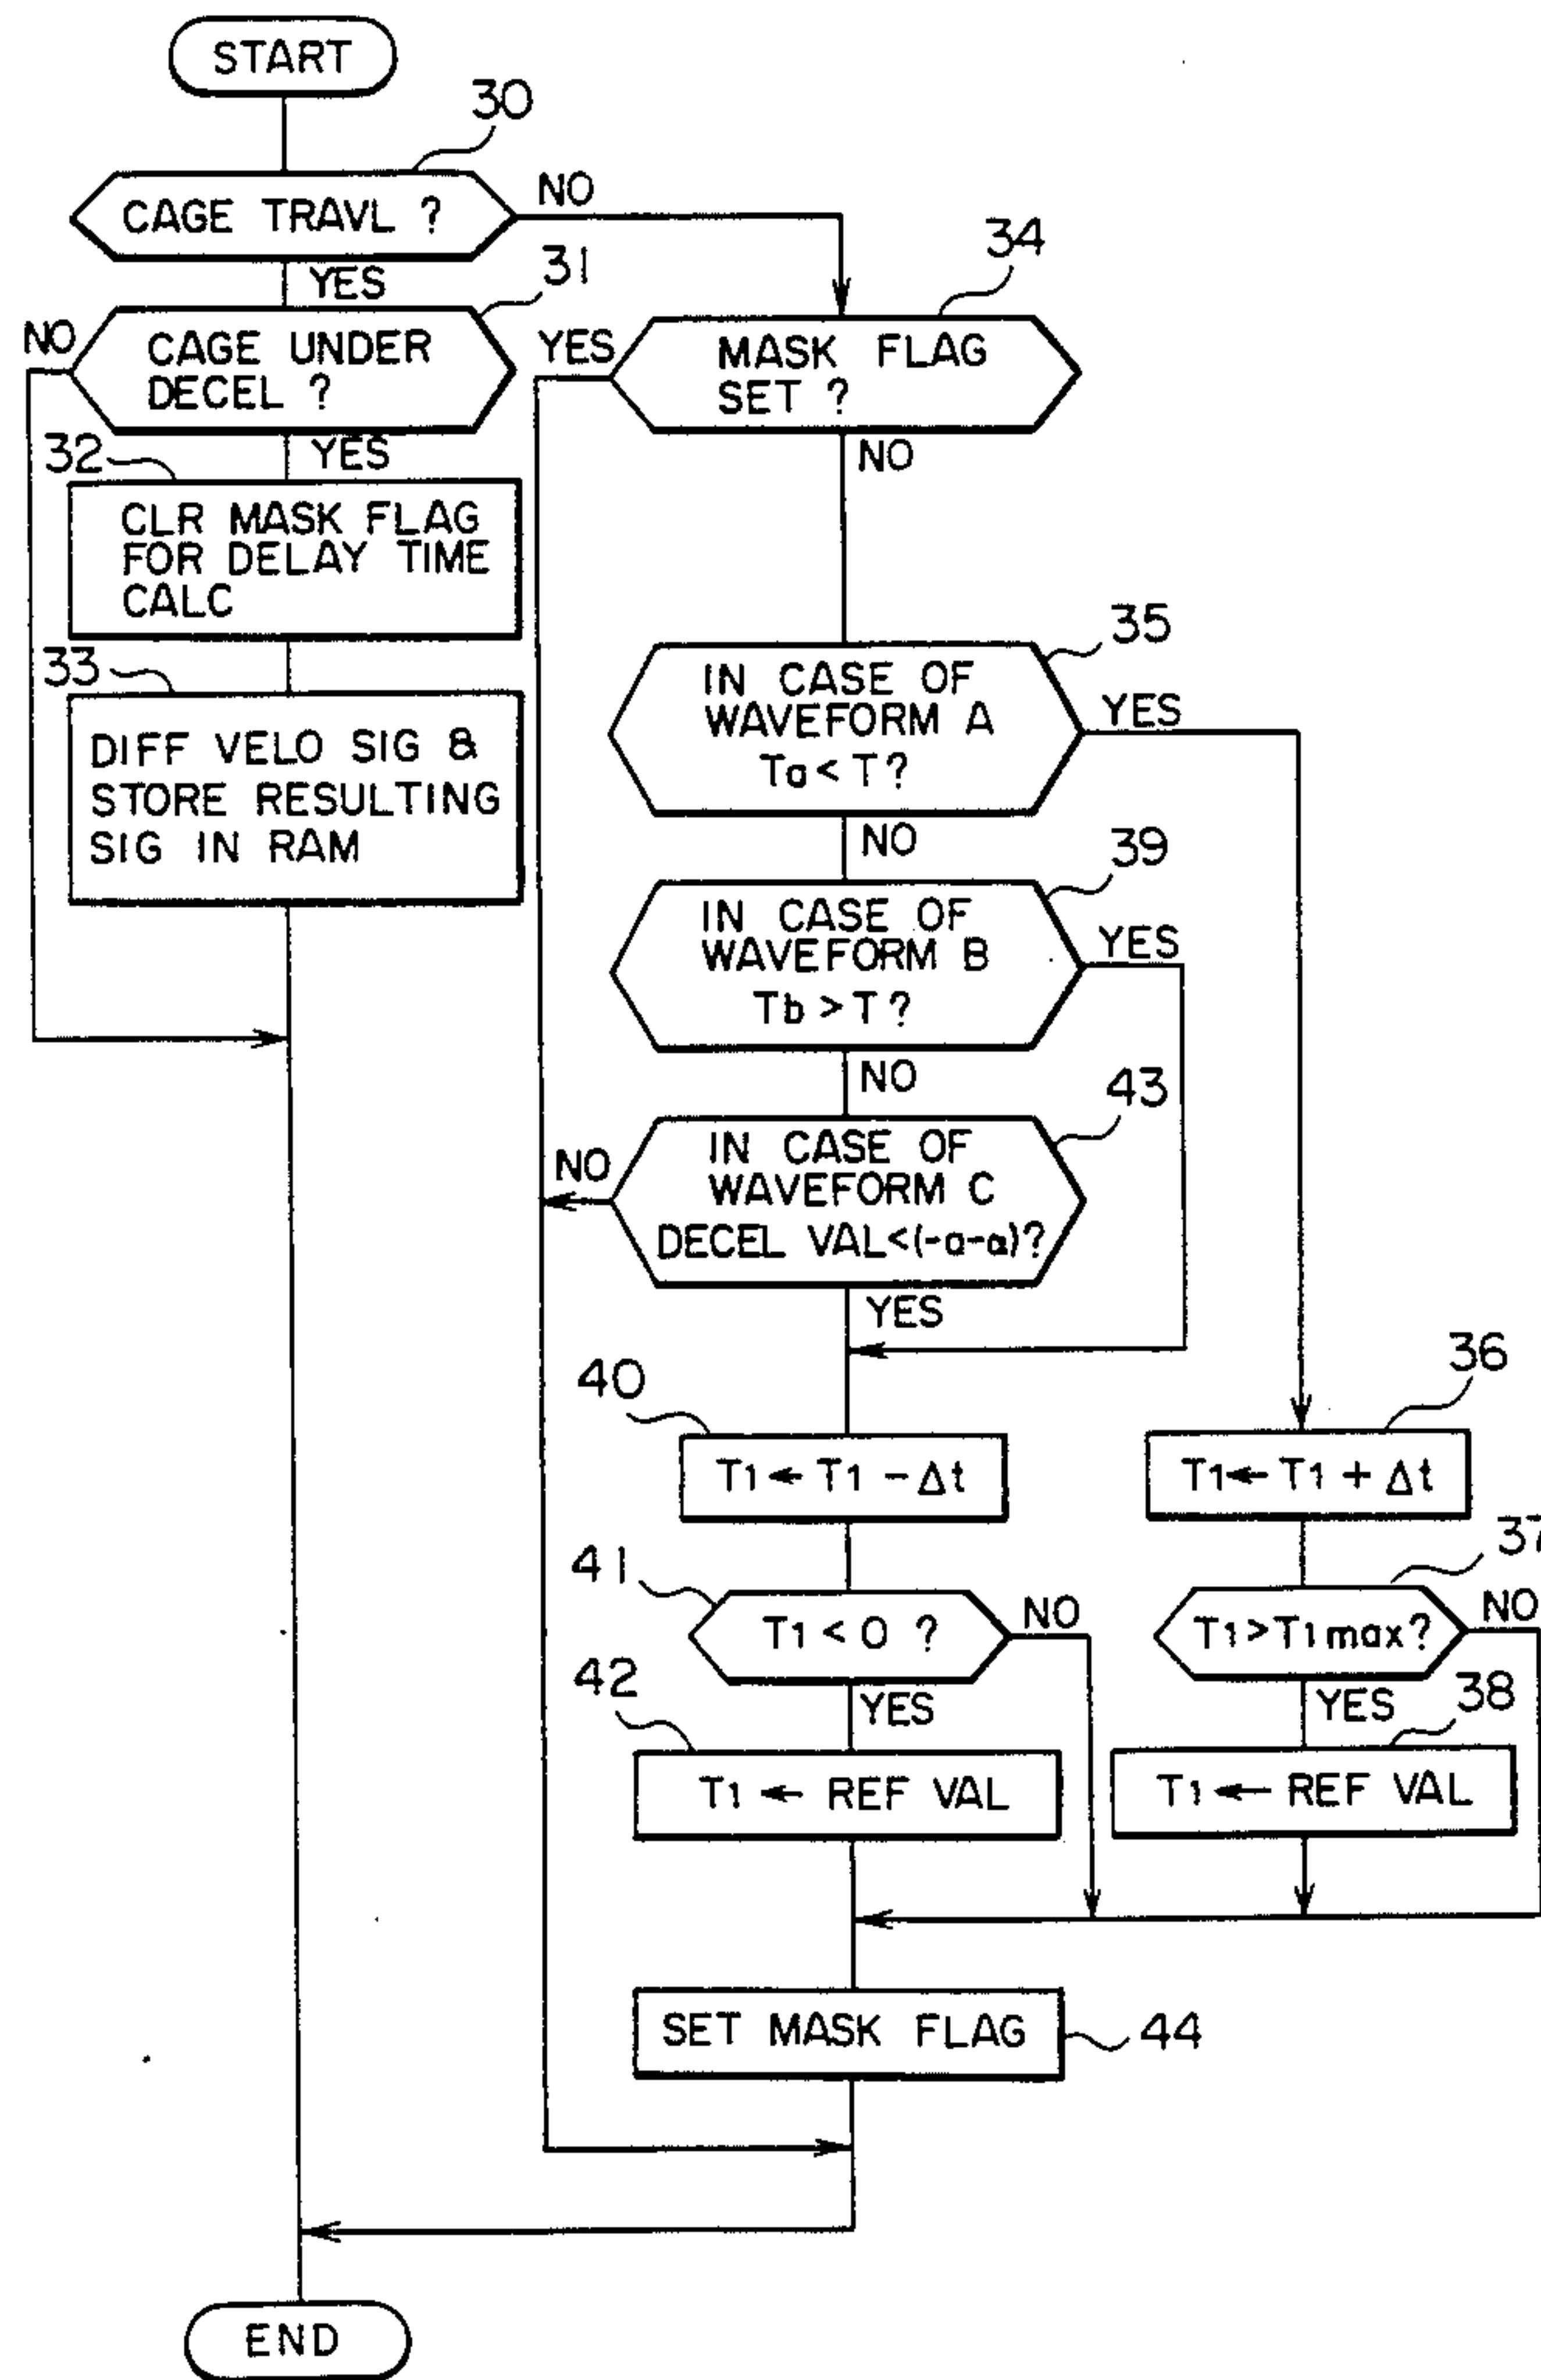 START
30
CAGE TRAVL ?
NO
YES
31
CAGE UNDER
DECEL ?
NO
YES
32
CLR MASK FLAG
FOR DELAY TIME
CALC
33
DIFF VELO SIG &
STORE RESULTING
SIG IN RAM
34
MASK FLAG
SET ?
YES
NO
35
IN CASE OF
WAVEFORM A
Ta < T ?
YES
NO
39
IN CASE OF
WAVEFORM B
Tb > T ?
YES
NO
43
IN CASE OF
WAVEFORM C
DECEL VAL<(-a-α)?
NO
YES
40
T1 ← T1 - Δt
36
T1 ← T1 + Δt
41
T1 < 0 ?
NO
YES
37
T1 > T1 max ?
NO
YES
42
T1 ← REF VAL
38
T1 ← REF VAL
SET MASK FLAG
44
END